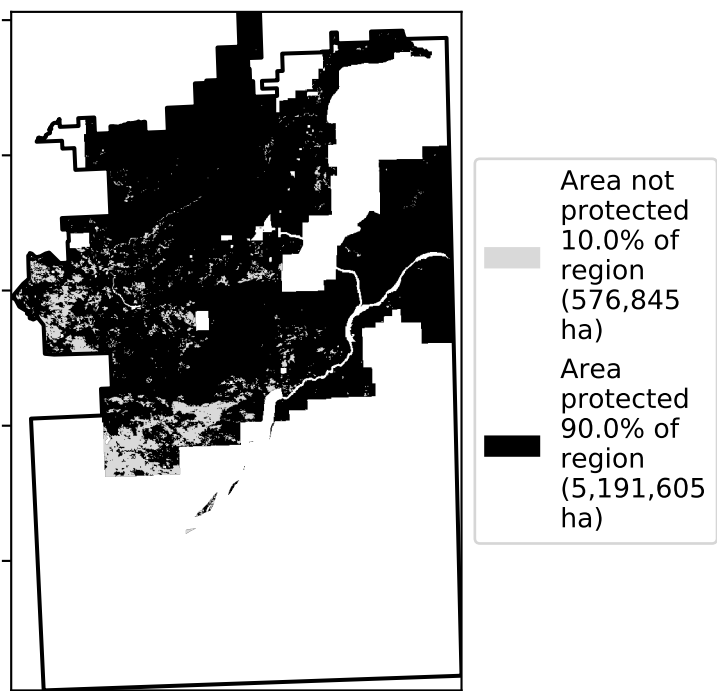 Area not
protected
10.0% of
region
(576,845
ha)
Area
protected
90.0% of
region
(5,191,605
ha)